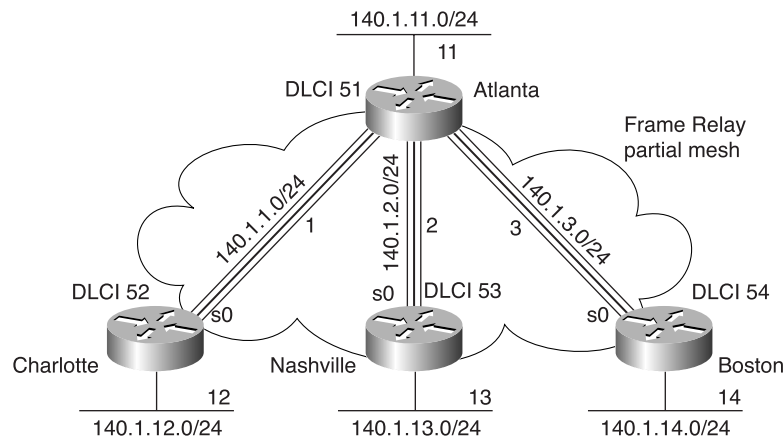 140.1.11.0/24
11
DLCI 51
Atlanta
Frame Relay
partial mesh
140.1.1.0/24
1
140.1.2.0/24
2
140.1.3.0/24
3
DLCI 52
s0
s0
DLCI 53
s0
DLCI 54
Charlotte
Nashville
Boston
12
140.1.12.0/24
13
140.1.13.0/24
14
140.1.14.0/24